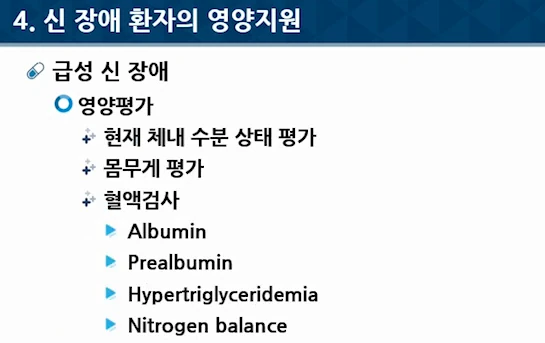 4. 신 장애 환자의 영양지원
급성 신 장애
영양평가
현재 체내 수분 상태 평가
몸무게 평가
혈액검사
Albumin
Prealbumin
Hypertriglyceridemia
Nitrogen balance